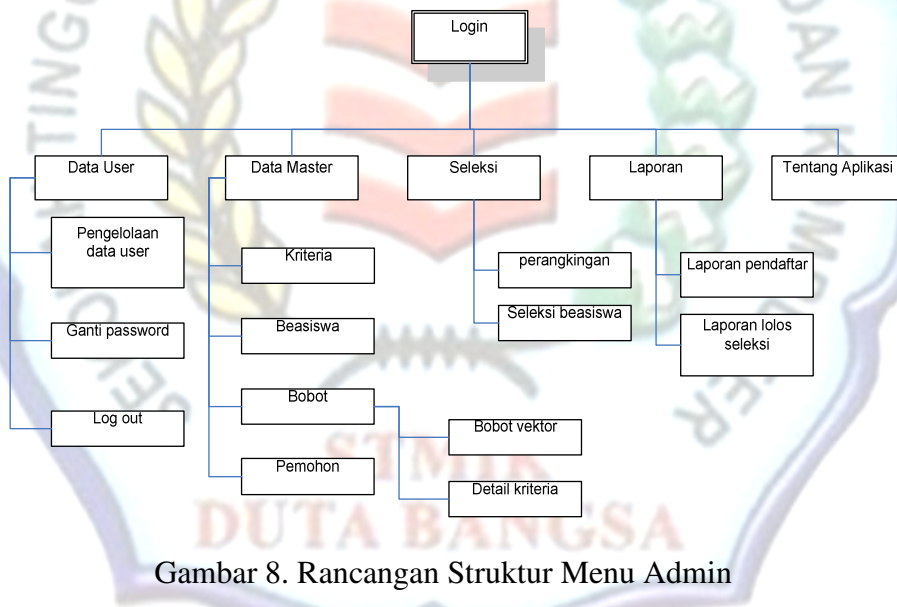 Login
Data User
Data Master
Seleksi
Laporan
Tentang Aplikasi
Pengelolaan
data user
Ganti password
Log out
Kriteria
Beasiswa
Bobot
Pemohon
Bobot vektor
Detail kriteria
perangkingan
Seleksi beasiswa
Laporan pendaftar
Laporan lolos
seleksi
STMIK
DUTA BANGSA
Gambar 8. Rancangan Struktur Menu Admin